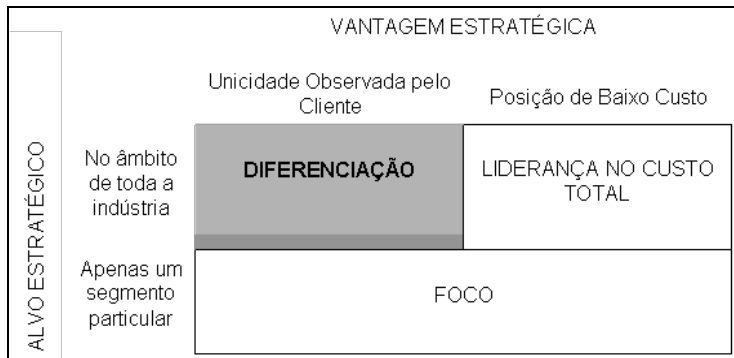 VANTAGEM ESTRATÉGICA
Unicidade Observada pelo
Cliente
Posição de Baixo Custo
ALVO ESTRATÉGICO
No âmbito
de toda a
indústria
DIFERENCIAÇÃO
LIDERANÇA NO CUSTO
TOTAL
Apenas um
segmento
particular
FOCO